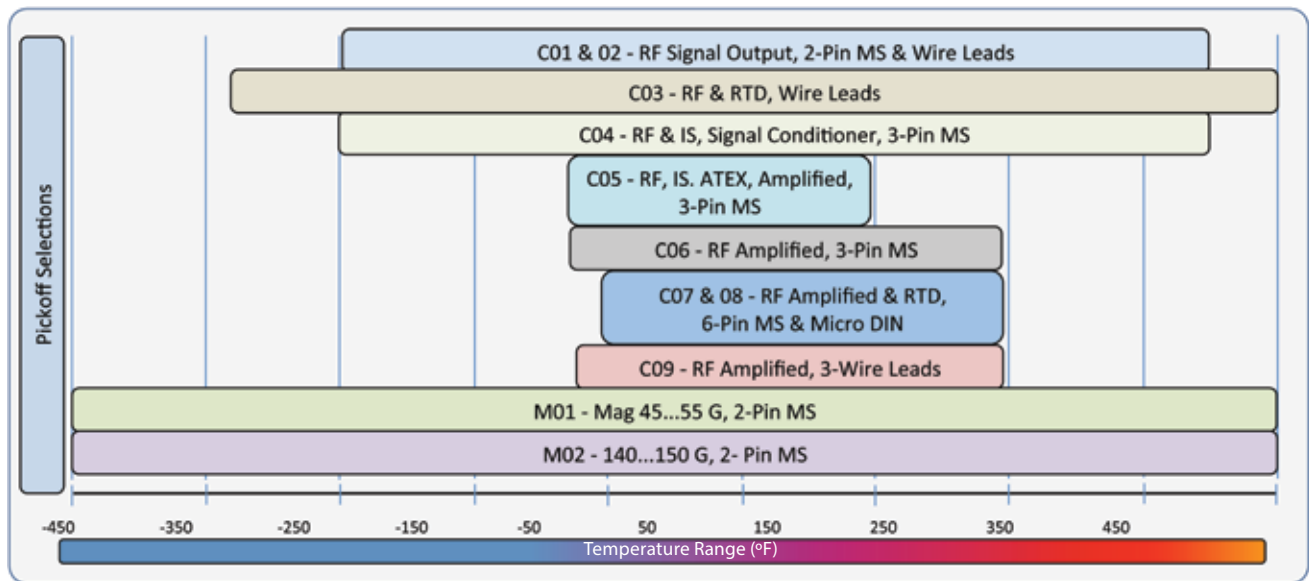 Pickoff Selections
C01 & 02 - RF Signal Output, 2-Pin MS & Wire Leads
C03 - RF & RTD, Wire Leads
C04 - RF & IS, Signal Conditioner, 3-Pin MS
C05 - RF, IS. ATEX, Amplified,
3-Pin MS
C06 - RF Amplified, 3-Pin MS
C07 & 08 - RF Amplified & RTD,
6-Pin MS & Micro DIN
C09 - RF Amplified, 3-Wire Leads
M01 - Mag 45...55 G, 2-Pin MS
M02 - 140...150 G, 2- Pin MS
-450 -350 -250 -150 -50 50 150 250 350 450
Temperature Range (ºF)